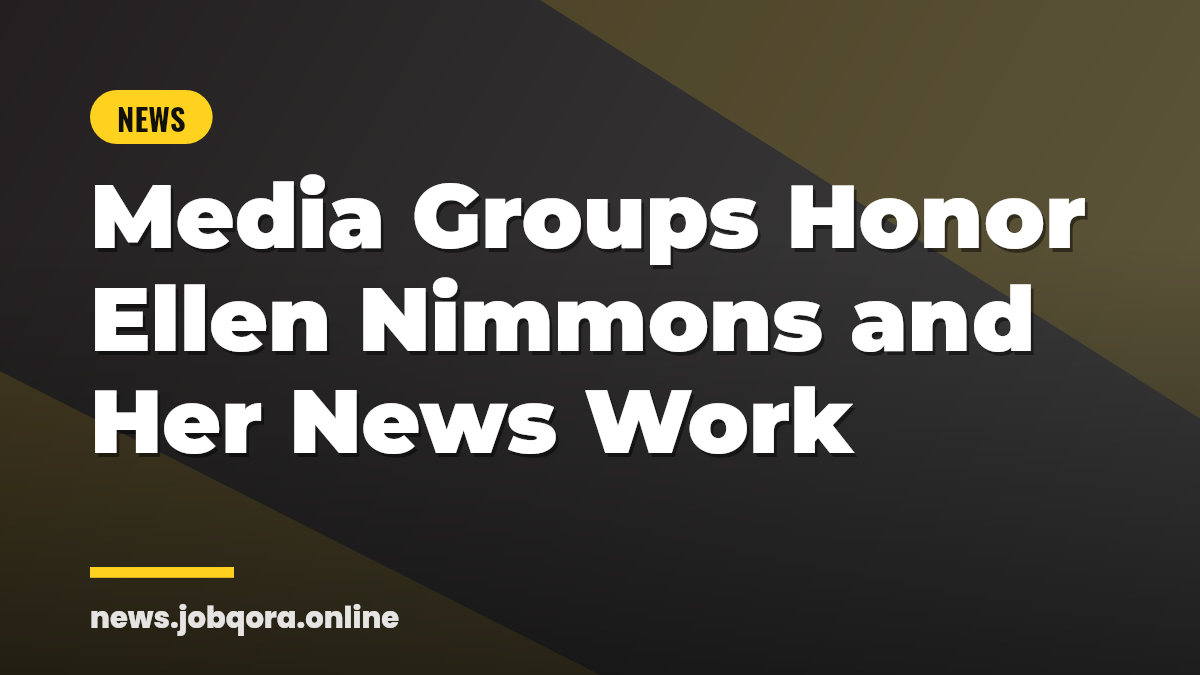 NEWS
Media Groups Honor
Ellen Nimmons and
Her News Work
news.jobqora.online